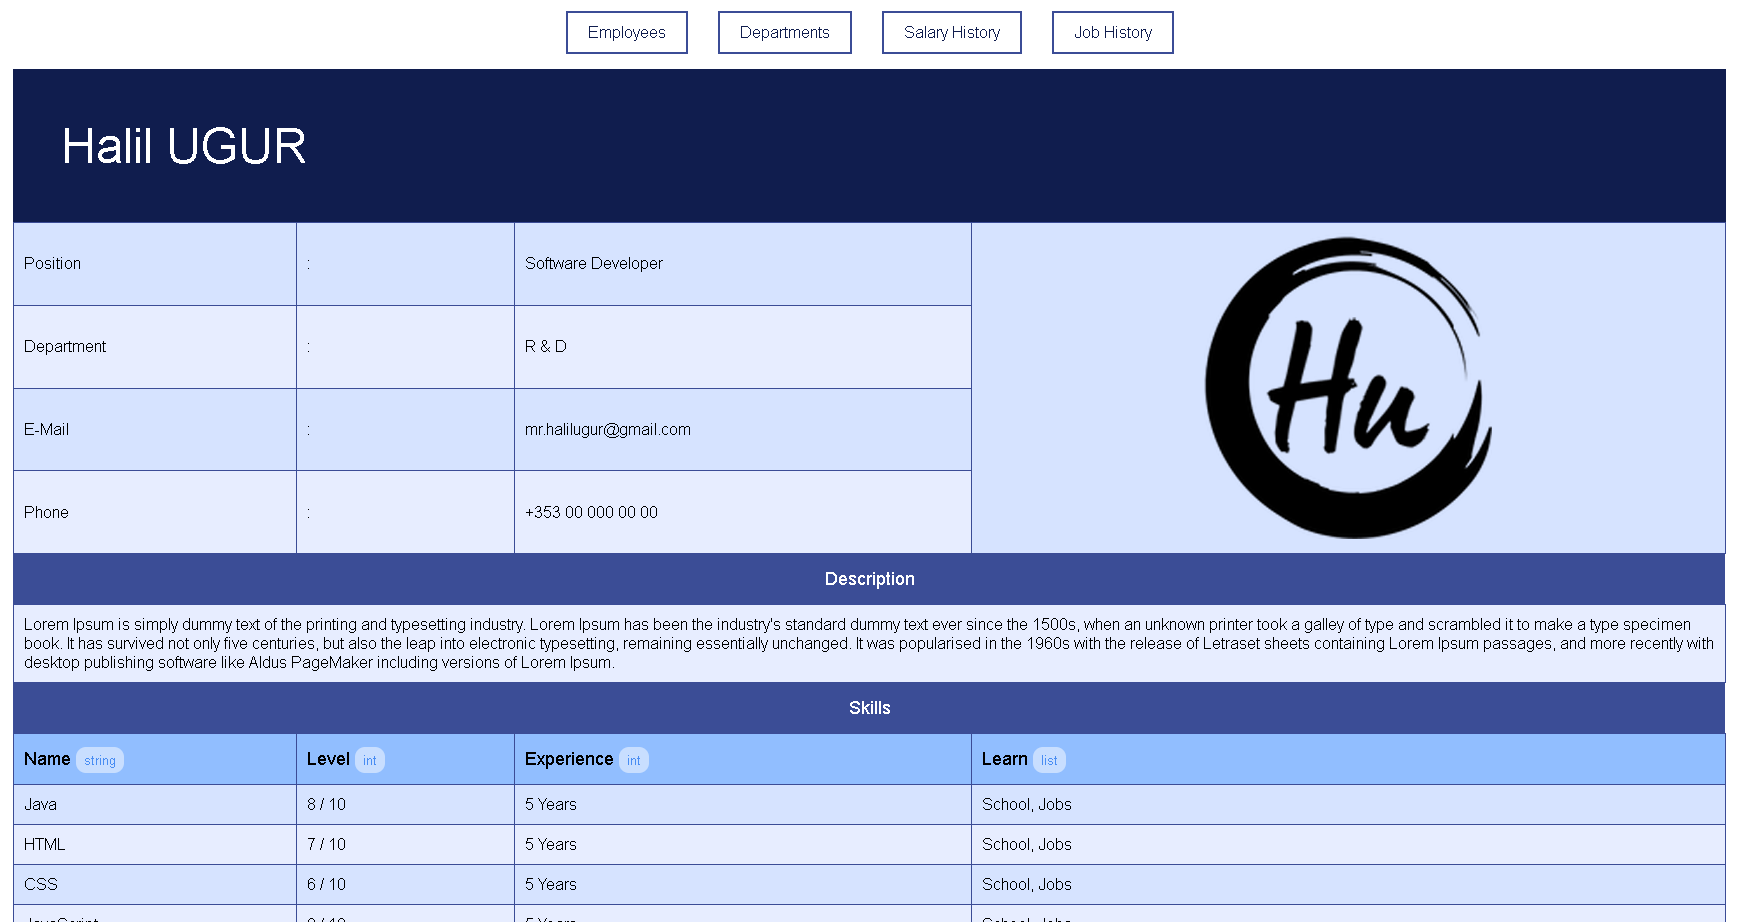 Employees Departments Salary History Job History
Halil UGUR
Position : Software Developer
Department : R & D
Hu
E-Mail : mr.halilugur@gmail.com
Phone : +353 00 000 00 00
Description
Lorem Ipsum is simply dummy text of the printing and typesetting industry. Lorem Ipsum has been the industry's standard dummy text ever since the 1500s, when an unknown printer took a galley of type and scrambled it to make a type specimen
book. It has survived not only five centuries, but also the leap into electronic typesetting, remaining essentially unchanged. It was popularised in the 1960s with the release of Letraset sheets containing Lorem Ipsum passages, and more recently with
desktop publishing software like Aldus PageMaker including versions of Lorem Ipsum.
Skills
Name string Level int Experience int Learn list
Java 8 / 10 5 Years School, Jobs
HTML 7 / 10 5 Years School, Jobs
CSS 6 / 10 5 Years School, Jobs